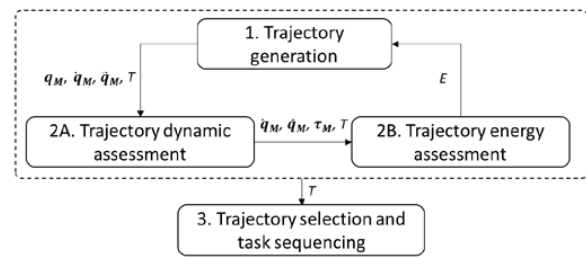 1. Trajectory
generation
q_M, q̇_M, q̈_M, T
E
2A. Trajectory dynamic
assessment
q̇_M, q̈_M, τ_M, T
2B. Trajectory energy
assessment
T
3. Trajectory selection and
task sequencing